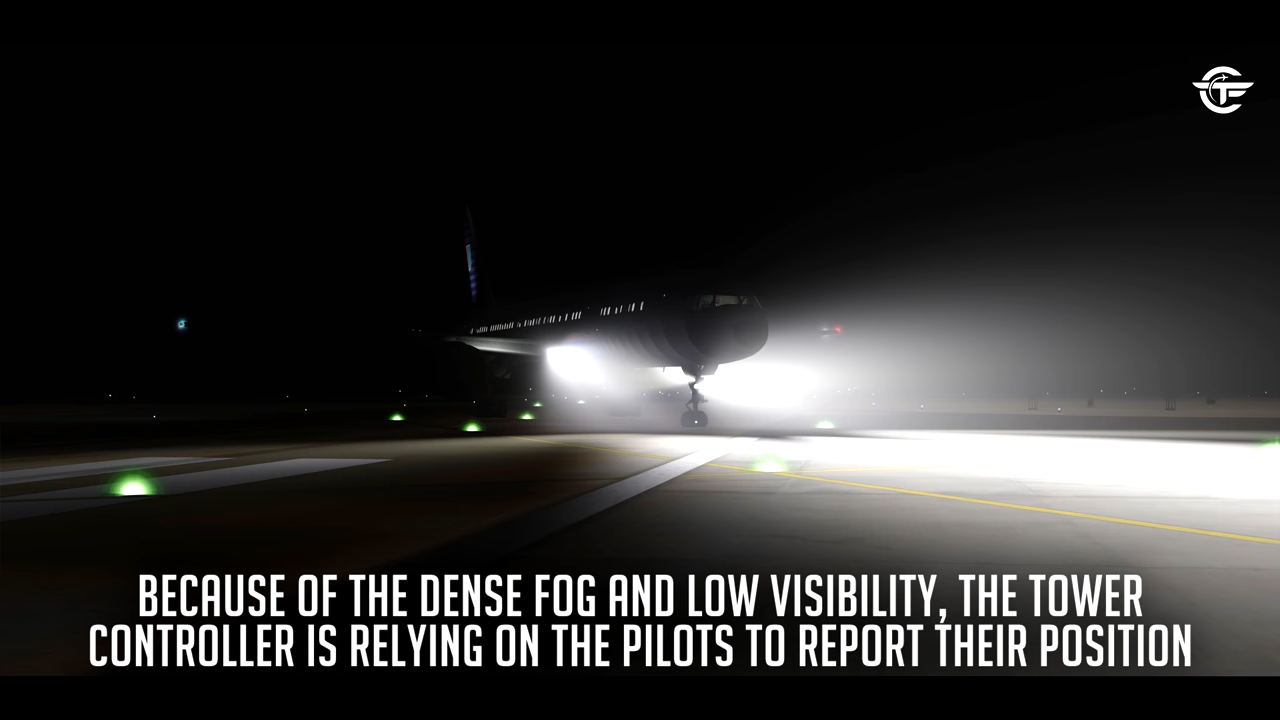 BECAUSE OF THE DENSE FOG AND LOW VISIBILITY, THE TOWER
CONTROLLER IS RELYING ON THE PILOTS TO REPORT THEIR POSITION